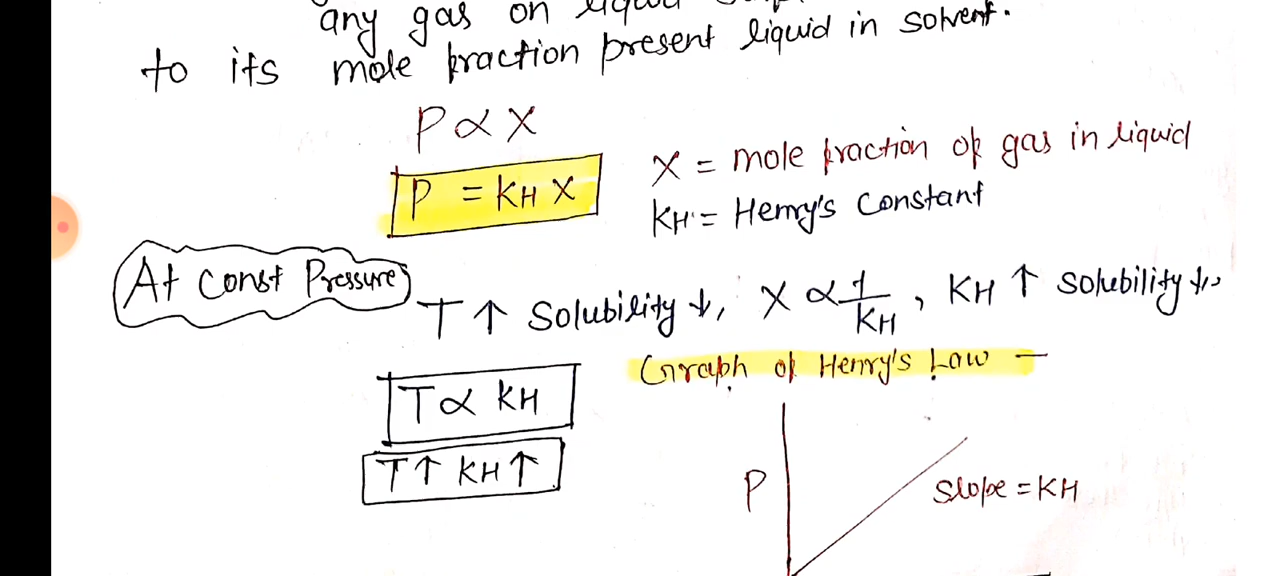 any gas on liquid
to its mole fraction present liquid in solvent.
P ∝ X
P = KH X
X = mole fraction of gas in liquid
KH = Henry's Constant
At Const Pressure
T ↑ Solubility ↓, X ∝ 1/KH, KH ↑ Solubility ↓
Graph of Henry's Law —
T ∝ KH
T↑ KH↑
P
Slope = KH